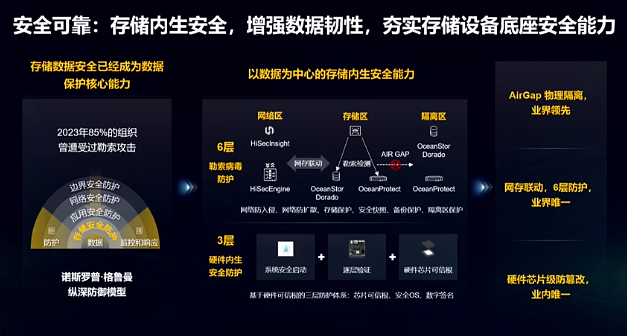 安全可靠：存储内生安全，增强数据韧性，夯实存储设备底座安全能力
存储数据安全已经成为数据
保护核心能力
2023年85%的组织
曾遭受过勒索攻击
边界安全防护
网络安全防护
应用安全防护
存储安全防护
防护
数据
监控和响应
诺斯罗普·格鲁曼
纵深防御模型
以数据为中心的存储内生安全能力
网络区
存储区
隔离区
6层
勒索病毒
防护
HiSecInsight
网存联动
勒索检测
AIR GAP
OceanStor
Dorado
HiSecEngine
OceanStor
Dorado
OceanProtect
OceanProtect
网络防入侵、网络防扩散、存储保护、安全快照、备份保护、隔离区保护
3层
硬件内生
安全防护
系统安全启动
+
逐层验证
+
硬件芯片可信根
基于硬件可信根的三层防护体系：芯片可信根、安全OS、数字签名
AirGap 物理隔离，
业界领先
网存联动，6层防护，
业界唯一
硬件芯片级防篡改，
业内唯一